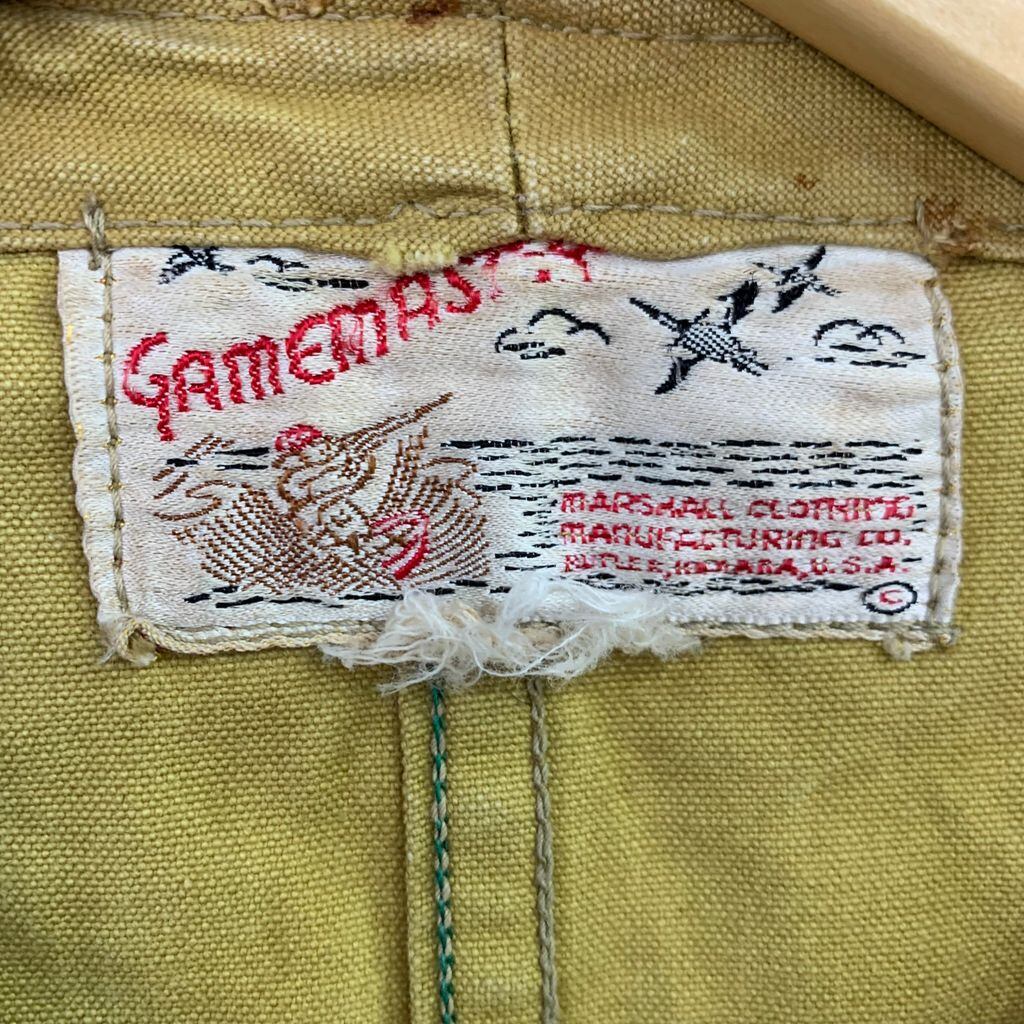 GAMEMASTER
MARSHALL CLOTHING
MANUFACTURING CO.
BUTLER, INDIANA, U.S.A.
©